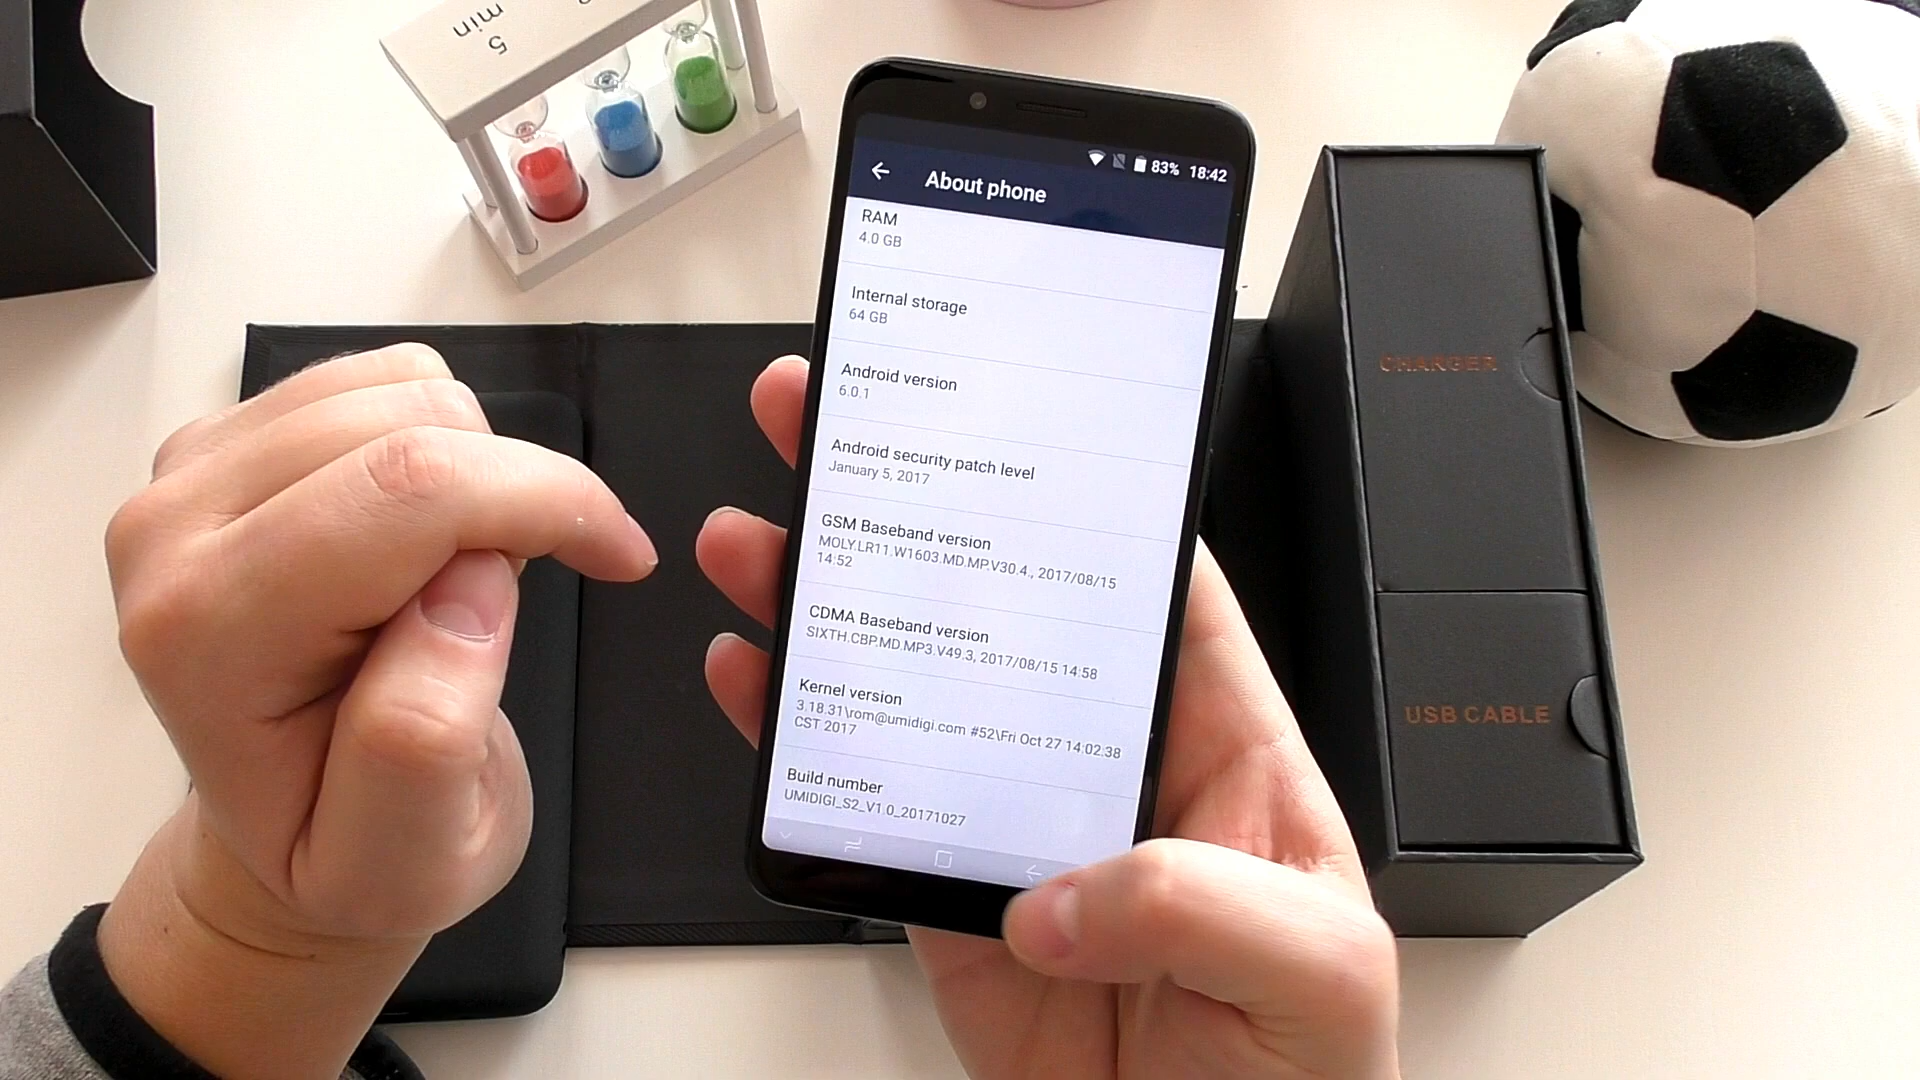 5
min
83% 18:42
About phone
RAM
4.0 GB
Internal storage
64 GB
Android version
6.0.1
Android security patch level
January 5, 2017
GSM Baseband version
MOLY.LR11.W1603.MD.MP.V30.4., 2017/08/15
14:52
CDMA Baseband version
SIXTH.CBP.MD.MP3.V49.3, 2017/08/15 14:58
Kernel version
3.18.31\rom@umidigi.com #52\Fri Oct 27 14:02.38
CST 2017
Build number
UMIDIGI_S2_V1.0_20171027
CHARGER
USB CABLE